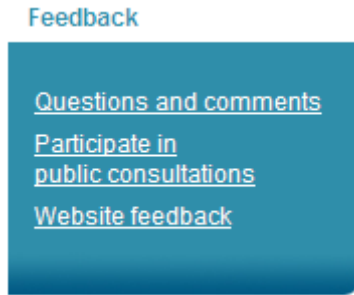 Feedback
Questions and comments
Participate in
public consultations
Website feedback